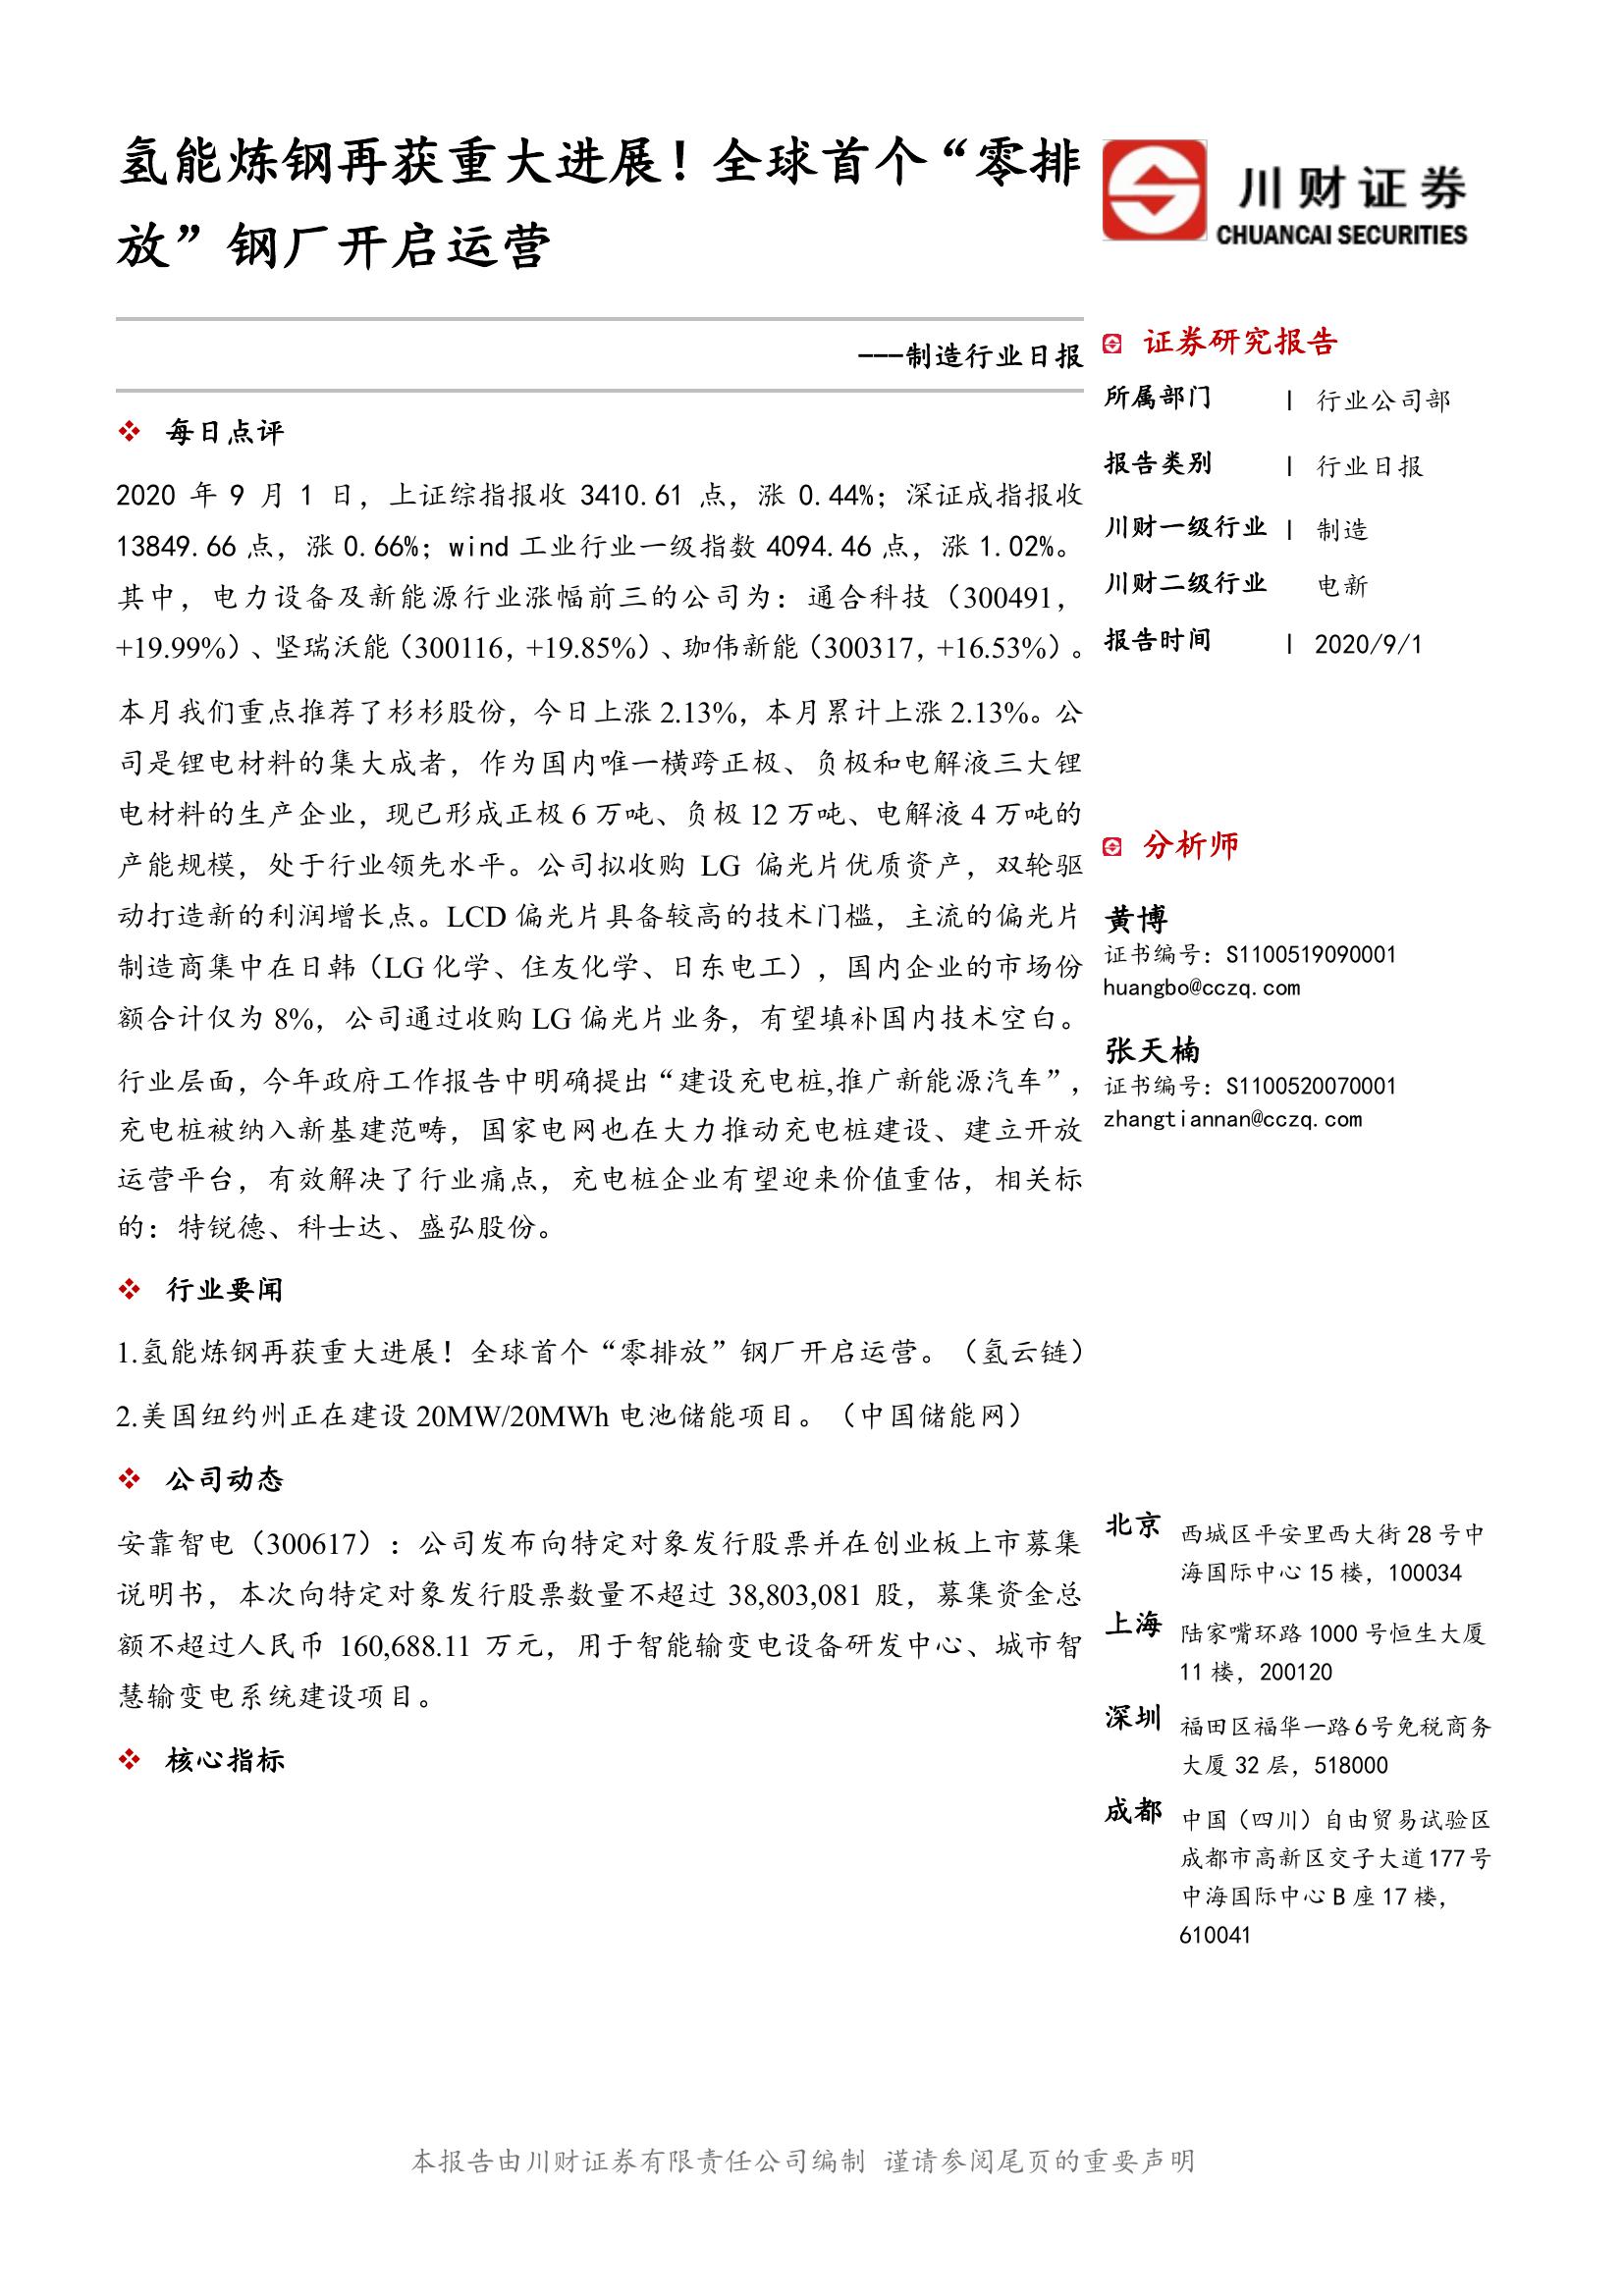 氢能炼钢再获重大进展！全球首个“零排
放”钢厂开启运营
---制造行业日报
每日点评
2020 年 9 月 1 日，上证综指报收 3410.61 点，涨 0.44%；深证成指报收
13849.66 点，涨 0.66%；wind 工业行业一级指数 4094.46 点，涨 1.02%。
其中，电力设备及新能源行业涨幅前三的公司为：通合科技（300491，
+19.99%）、坚瑞沃能（300116，+19.85%）、珈伟新能（300317，+16.53%）。
本月我们重点推荐了杉杉股份，今日上涨 2.13%，本月累计上涨 2.13%。公
司是锂电材料的集大成者，作为国内唯一横跨正极、负极和电解液三大锂
电材料的生产企业，现已形成正极 6 万吨、负极 12 万吨、电解液 4 万吨的
产能规模，处于行业领先水平。公司拟收购 LG 偏光片优质资产，双轮驱
动打造新的利润增长点。LCD 偏光片具备较高的技术门槛，主流的偏光片
制造商集中在日韩（LG 化学、住友化学、日东电工），国内企业的市场份
额合计仅为 8%，公司通过收购 LG 偏光片业务，有望填补国内技术空白。
行业层面，今年政府工作报告中明确提出“建设充电桩,推广新能源汽车”，
充电桩被纳入新基建范畴，国家电网也在大力推动充电桩建设、建立开放
运营平台，有效解决了行业痛点，充电桩企业有望迎来价值重估，相关标
的：特锐德、科士达、盛弘股份。
行业要闻
1.氢能炼钢再获重大进展！全球首个“零排放”钢厂开启运营。（氢云链）
2.美国纽约州正在建设 20MW/20MWh 电池储能项目。（中国储能网）
公司动态
安靠智电（300617）：公司发布向特定对象发行股票并在创业板上市募集
说明书，本次向特定对象发行股票数量不超过 38,803,081 股，募集资金总
额不超过人民币 160,688.11 万元，用于智能输变电设备研发中心、城市智
慧输变电系统建设项目。
核心指标
川财证券
CHUANCAI SECURITIES
证券研究报告
所属部门 | 行业公司部
报告类别 | 行业日报
川财一级行业 | 制造
川财二级行业 电新
报告时间 | 2020/9/1
分析师
黄博
证书编号：S1100519090001
huangbo@cczq.com
张天楠
证书编号：S1100520070001
zhangtiannan@cczq.com
北京 西城区平安里西大街 28 号中
海国际中心 15 楼，100034
上海 陆家嘴环路 1000 号恒生大厦
11 楼，200120
深圳 福田区福华一路 6 号免税商务
大厦 32 层，518000
成都 中国（四川）自由贸易试验区
成都市高新区交子大道 177 号
中海国际中心 B 座 17 楼，
610041
本报告由川财证券有限责任公司编制 谨请参阅尾页的重要声明